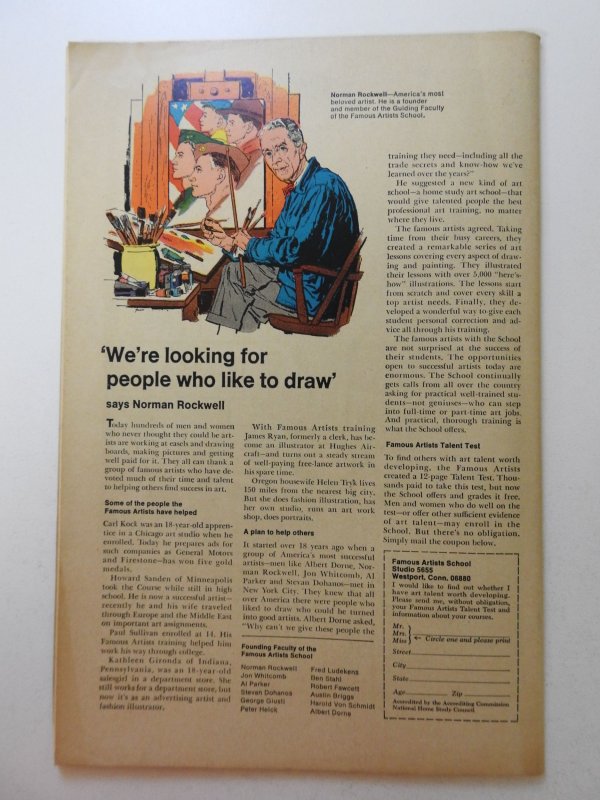 Norman Rockwell—America's most
beloved artist. He is a founder
and member of the Guiding Faculty
of the Famous Artists School.
'We're looking for
people who like to draw'
says Norman Rockwell
Today hundreds of men and women
who never thought they could be art-
ists are working at easels and drawing
boards, making pictures and getting
well paid for it. They all can thank a
group of famous artists who have de-
voted much of their time and talent
to helping others find success in art.
Some of the people the
Famous Artists have helped
Carl Kock was an 18-year-old appren-
tice in a Chicago art studio when he
enrolled. Today he prepares ads for
such companies as General Motors
and Firestone—has won five gold
medals.
Howard Sanden of Minneapolis
took the Course while still in high
school. He is now a successful artist—
recently he and his wife traveled
through Europe and the Middle East
on important art assignments.
Paul Sullivan enrolled at 14. His
Famous Artists training helped him
work his way through college.
Kathleen Gironda of Indiana,
Pennsylvania, was an 18-year-old
salesgirl in a department store. She
still works for a department store, but
now it's as an advertising artist and
fashion illustrator.
With Famous Artists training
James Ryan, formerly a clerk, has be-
come an illustrator at Hughes Air-
craft—and turns out a steady stream
of well-paying free-lance artwork in
his spare time.
Oregon housewife Helen Tryk lives
150 miles from the nearest big city.
But she does fashion illustration, has
her own studio, runs an art work
shop, does portraits.
A plan to help others
It started over 18 years ago when a
group of America's most successful
artists—men like Albert Dorne, Nor-
man Rockwell, Jon Whitcomb, Al
Parker and Stevan Dohanos—met in
New York City. They knew that all
over America there were people who
liked to draw who could be turned
into good artists. Albert Dorne asked,
"Why can't we give these people the
Founding Faculty of the
Famous Artists School
Norman Rockwell
Jon Whitcomb
Al Parker
Stevan Dohanos
George Giusti
Peter Helck
Fred Ludekens
Ben Stahl
Robert Fawcett
Austin Briggs
Harold Von Schmidt
Albert Dorne
training they need—including all the
trade secrets and know-how we've
learned over the years?"
He suggested a new kind of art
school—a home study art school—that
would give talented people the best
professional art training, no matter
where they live.
The famous artists agreed. Taking
time from their busy careers, they
created a remarkable series of art
lessons covering every aspect of draw-
ing and painting. They illustrated
their lessons with over 5,000 "here's-
how" illustrations. The lessons start
from scratch and cover every skill a
top artist needs. Finally, they de-
veloped a wonderful way to give each
student personal correction and ad-
vice all through his training.
The famous artists with the School
are not surprised at the success of
their students. The opportunities
open to successful artists today are
enormous. The School continually
gets calls from all over the country
asking for practical well-trained stu-
dents—not geniuses—who can step
into full-time or part-time art jobs.
And practical, thorough training is
what the School offers.
Famous Artists Talent Test
To find others with art talent worth
developing, the Famous Artists
created a 12-page Talent Test. Thou-
sands paid to take this test, but now
the School offers and grades it free.
Men and women who do well on the
test—or offer other sufficient evidence
of art talent—may enroll in the
School. But there's no obligation.
Simply mail the coupon below.
Famous Artists School
Studio 5655
Westport, Conn. 06880
I would like to find out whether I
have art talent worth developing.
Please send me, without obligation,
your Famous Artists Talent Test and
information about your courses.
Mr.
Mrs. Circle one and please print
Miss
Street
City
State
Age Zip
Accredited by the Accrediting Commission
National Home Study Council.